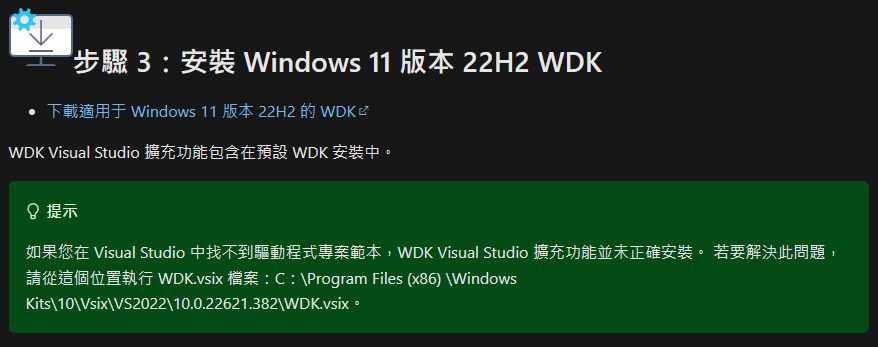 步驟 3：安裝 Windows 11 版本 22H2 WDK
下載適用于 Windows 11 版本 22H2 的 WDK
WDK Visual Studio 擴充功能包含在預設 WDK 安裝中。
提示
如果您在 Visual Studio 中找不到驅動程式專案範本，WDK Visual Studio 擴充功能並未正確安裝。 若要解決此問題，
請從這個位置執行 WDK.vsix 檔案：C：\Program Files (x86) \Windows
Kits\10\Vsix\VS2022\10.0.22621.382\WDK.vsix。